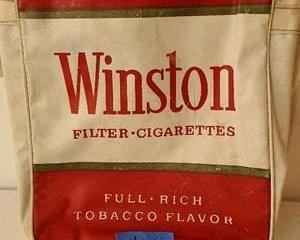 Winston
FILTER·CIGARETTES
FULL·RICH
TOBACCO FLAVOR